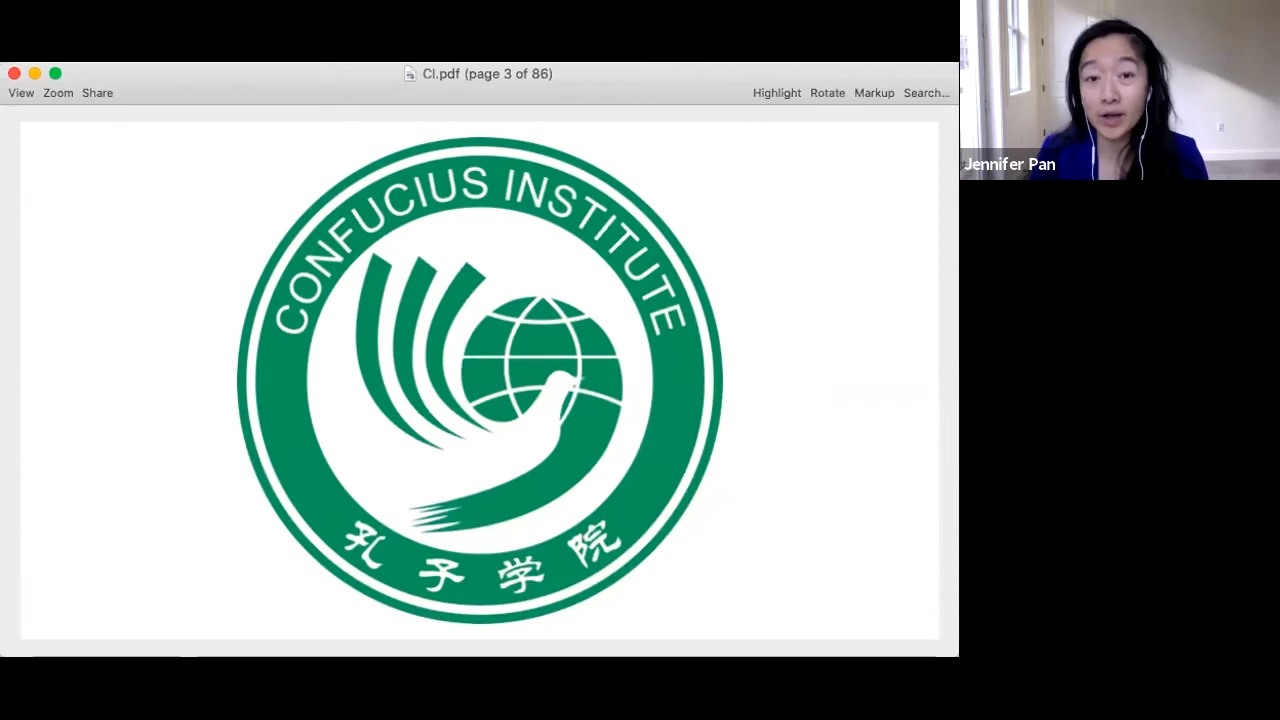 CI.pdf (page 3 of 86)
View Zoom Share
Highlight Rotate Markup Search...
CONFUCIUS INSTITUTE
孔子学院
Jennifer Pan